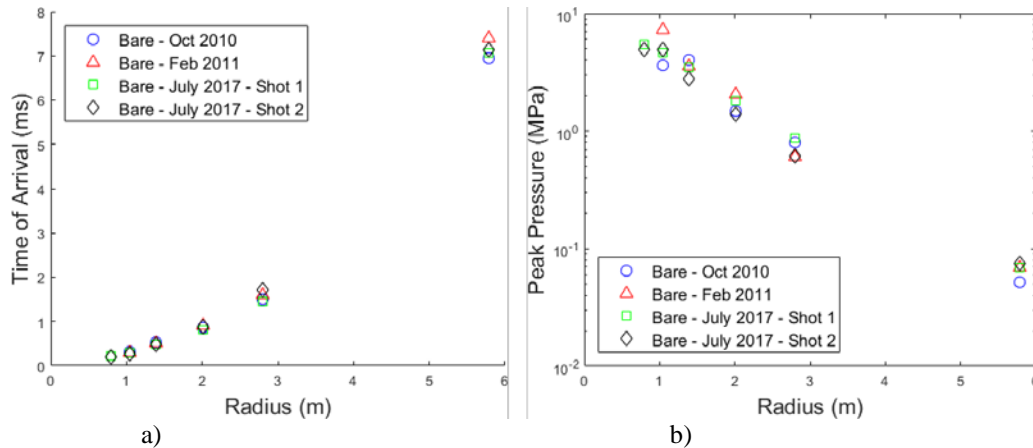 8
7
6
5
4
3
2
1
0
Time of Arrival (ms)
Bare - Oct 2010
Bare - Feb 2011
Bare - July 2017 - Shot 1
Bare - July 2017 - Shot 2
0 1 2 3 4 5 6
Radius (m)
a)
10^1
10^0
10^-1
10^-2
Peak Pressure (MPa)
Bare - Oct 2010
Bare - Feb 2011
Bare - July 2017 - Shot 1
Bare - July 2017 - Shot 2
0 1 2 3 4 5 6
Radius (m)
b)